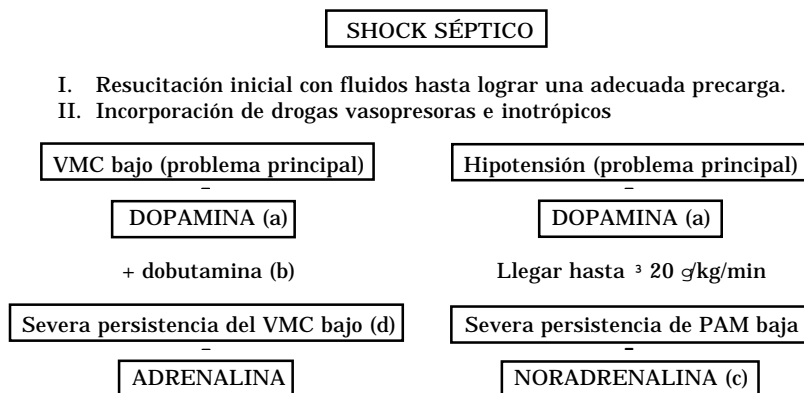 SHOCK SÉPTICO
I. Resucitación inicial con fluidos hasta lograr una adecuada precarga.
II. Incorporación de drogas vasopresoras e inotrópicos
VMC bajo (problema principal)
Hipotensión (problema principal)
DOPAMINA (a)
DOPAMINA (a)
+ dobutamina (b)
Llegar hasta ³ 20 g/kg/min
Severa persistencia del VMC bajo (d)
Severa persistencia de PAM baja
ADRENALINA
NORADRENALINA (c)